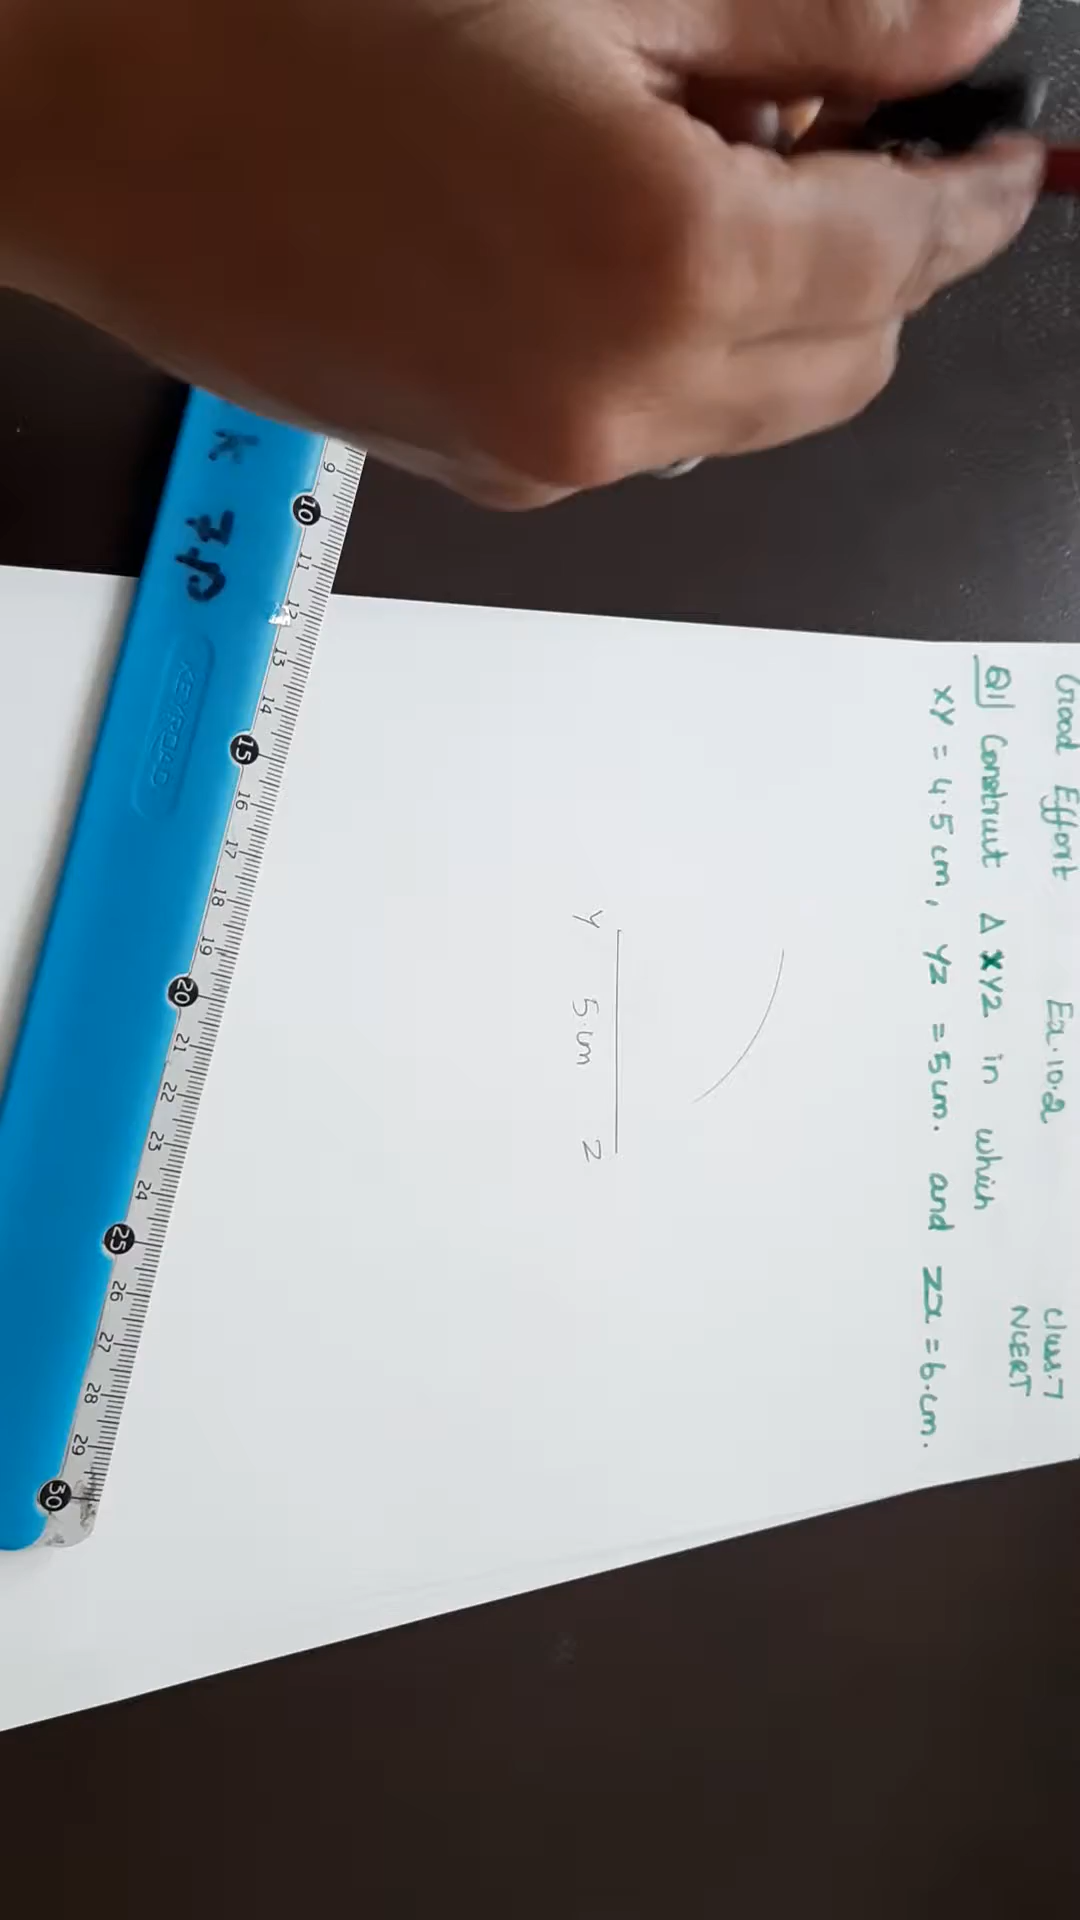 Good Effort Ex.10.2 Class.7
NCERT
Q1) Construct Δ XYZ in which
XY = 4.5 cm, YZ = 5 cm. and ZX = 6.cm.
Y 5.cm Z
K 7D
KEYROAD
9 10 11 12 13 14 15 16 17 18 19 20 21 22 23 24 25 26 27 28 29 30